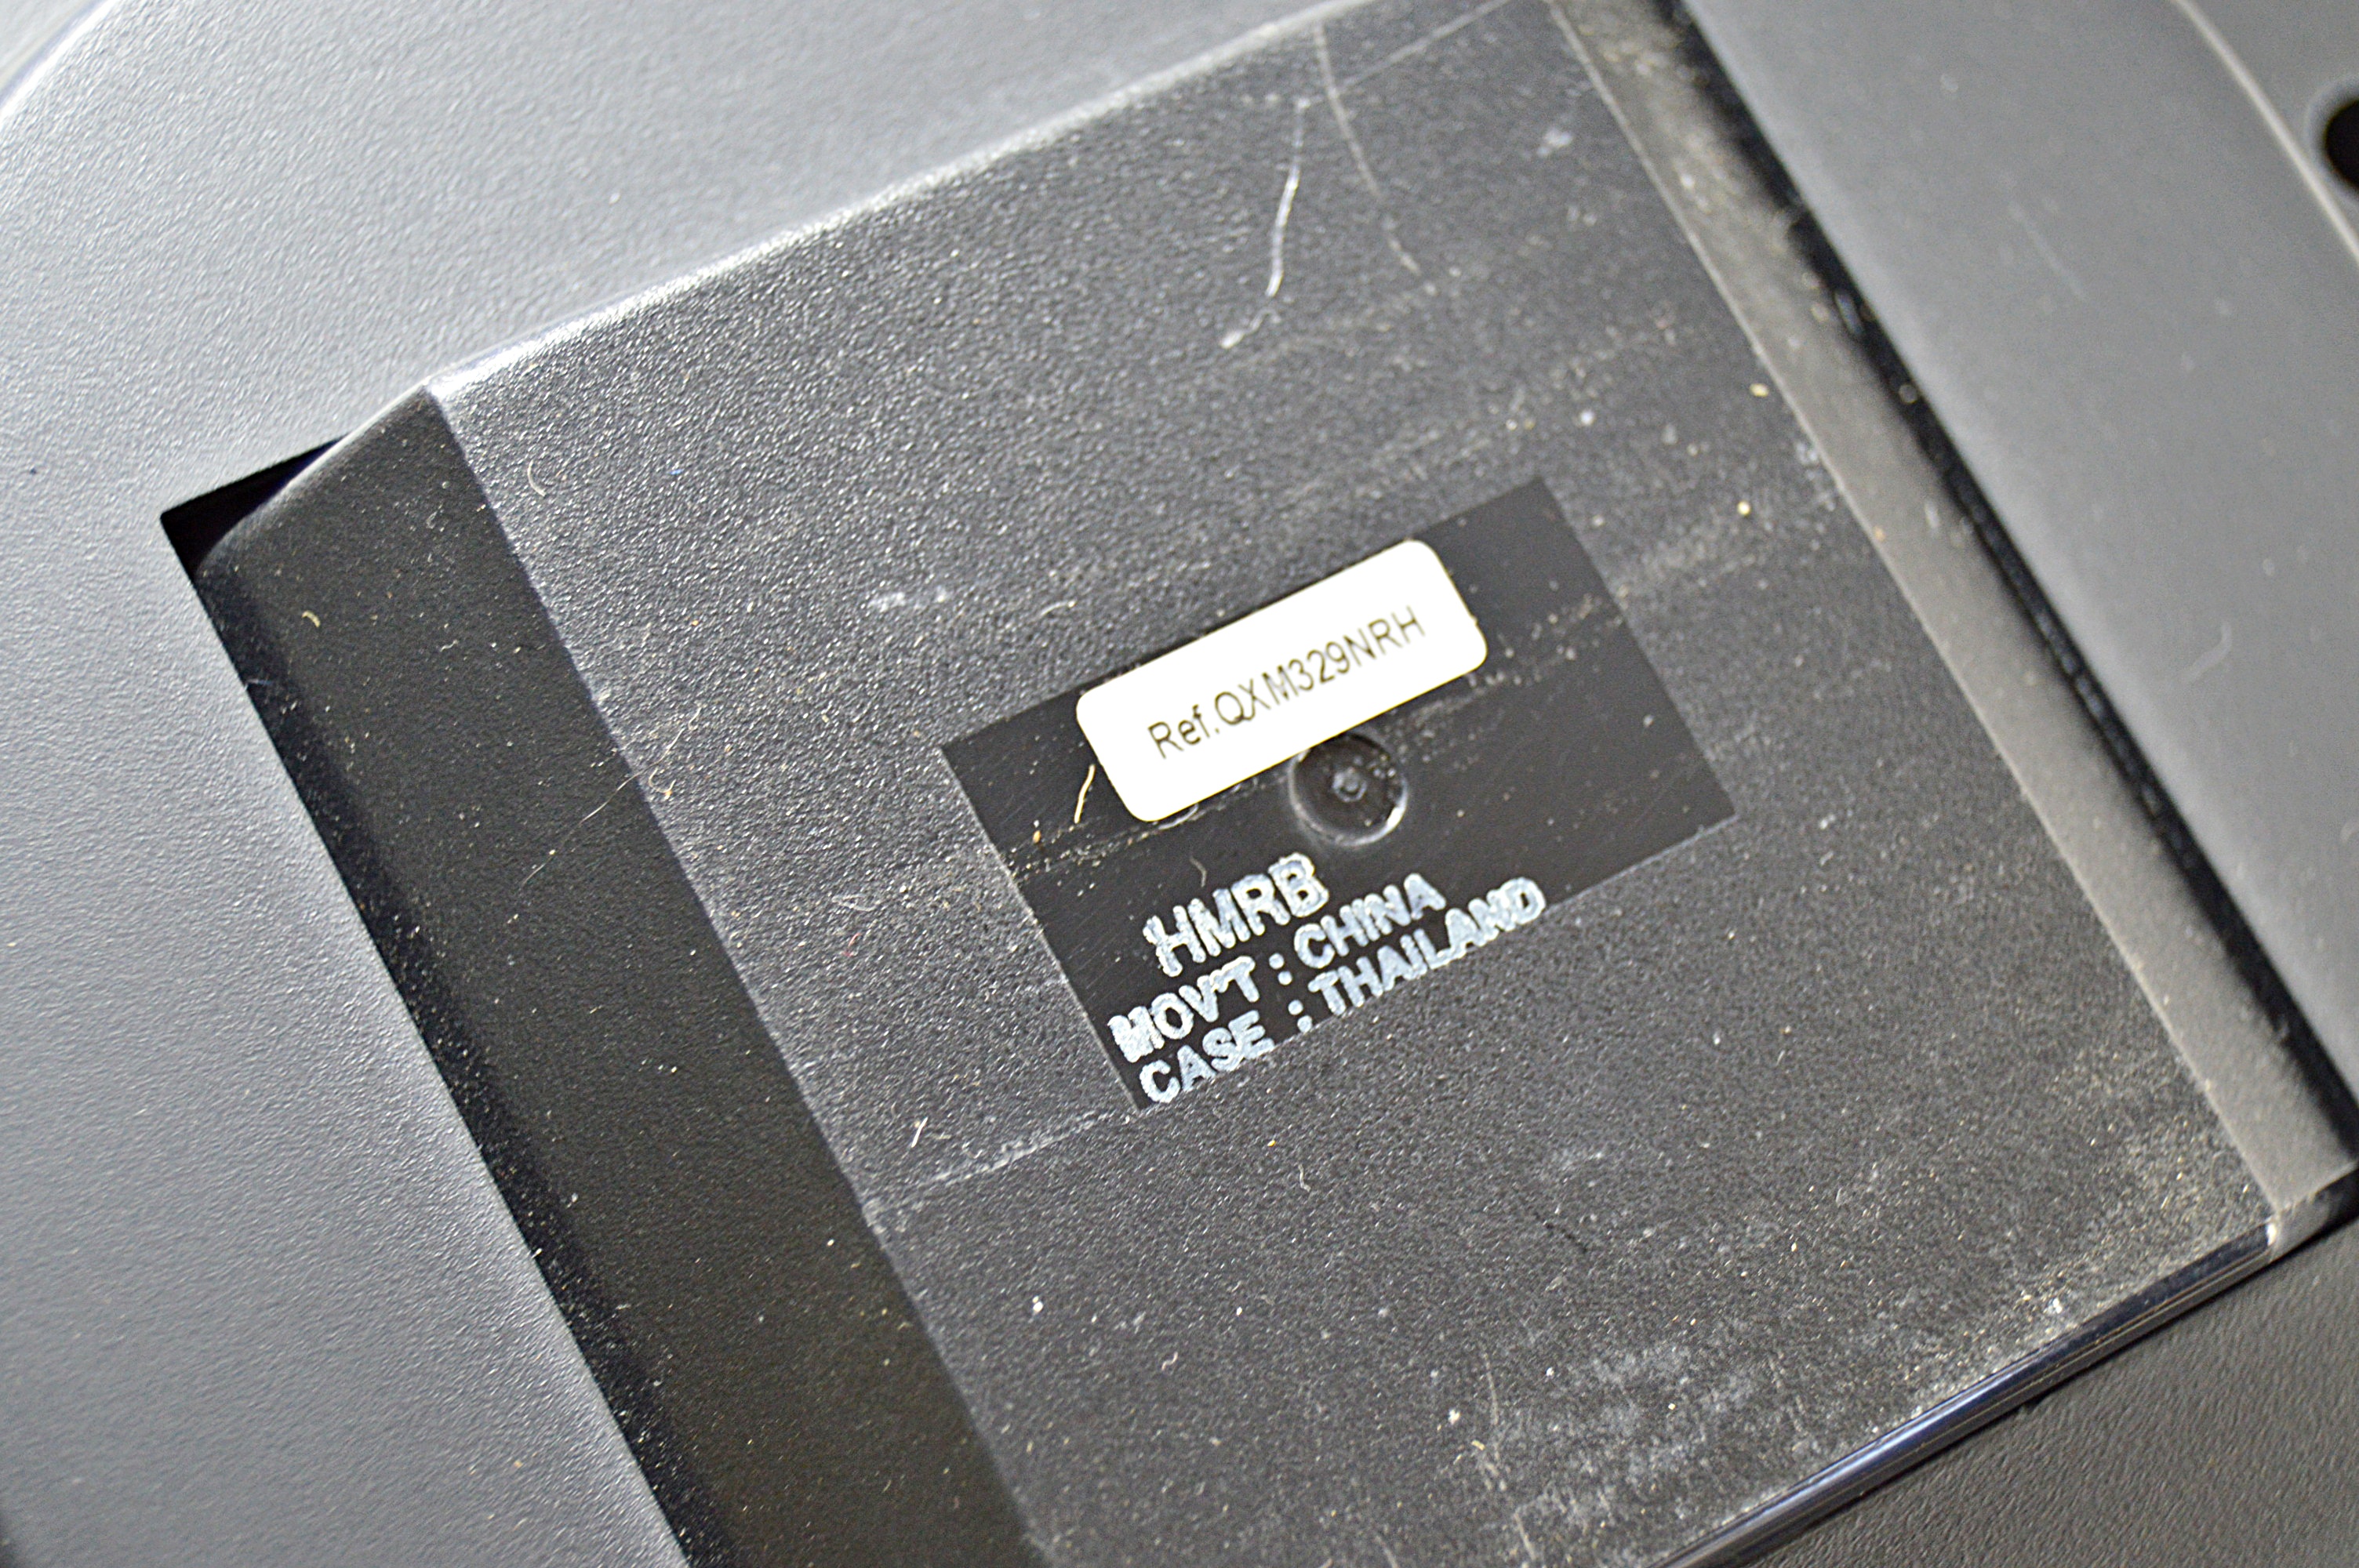 Ref.QXM329NRH
HMRB
MOV'T : CHINA
CASE : THAILAND